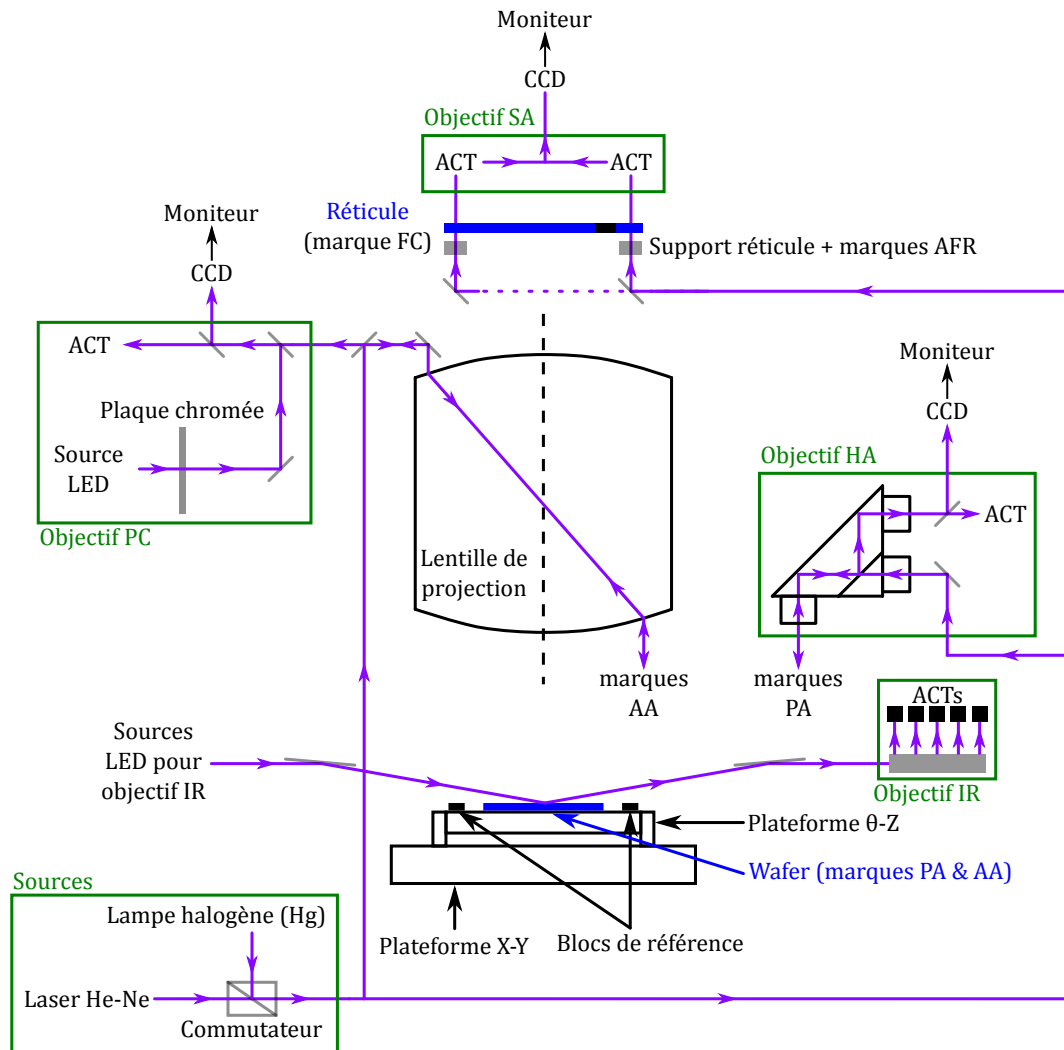 Moniteur
CCD
Objectif SA
ACT
ACT
Réticule
(marque FC)
Support réticule + marques AFR
Moniteur
CCD
ACT
Plaque chromée
Source
LED
Objectif PC
Lentille de
projection
marques
AA
Moniteur
CCD
Objectif HA
ACT
marques
PA
ACTs
Objectif IR
Sources
LED pour
objectif IR
Plateforme θ-Z
Wafer (marques PA & AA)
Plateforme X-Y
Blocs de référence
Sources
Lampe halogène (Hg)
Laser He-Ne
Commutateur